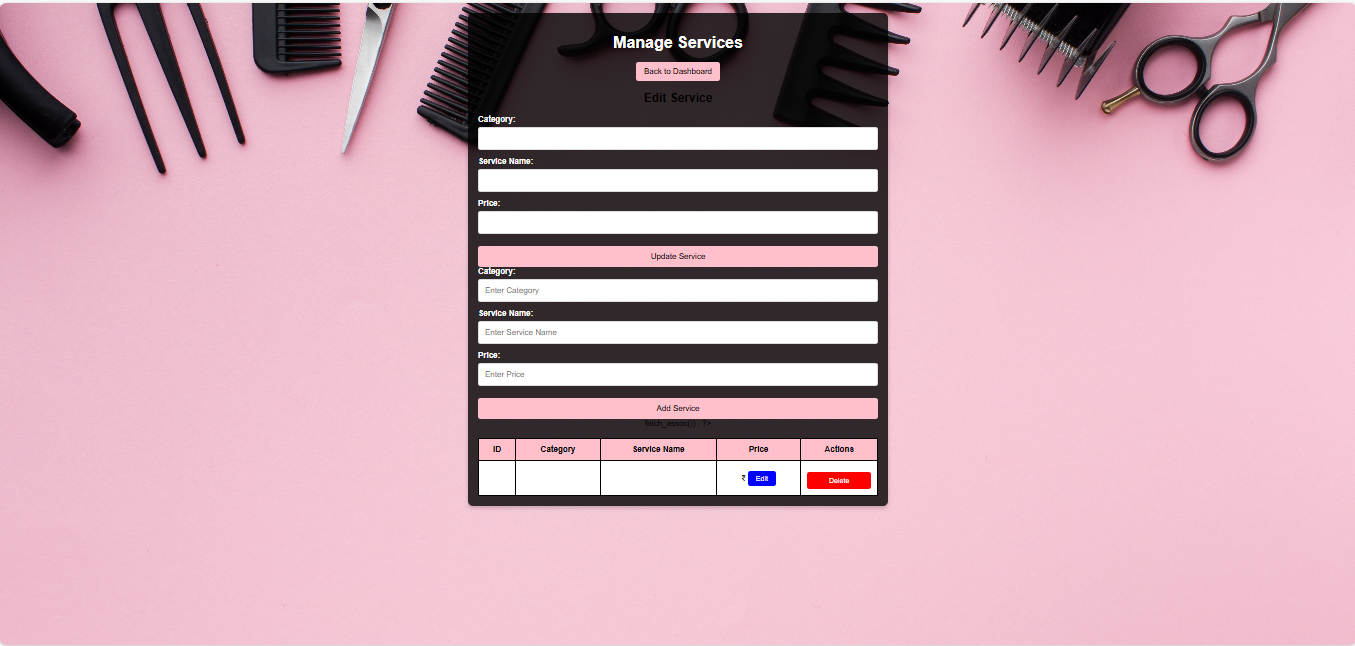 Manage Services
Back to Dashboard
Edit Service
Category:
Service Name:
Price:
Update Service
Category:
Enter Category
Service Name:
Enter Service Name
Price:
Enter Price
Add Service
fetch_assoc()) : ?>
ID Category Service Name Price Actions
₹ Edit Delete